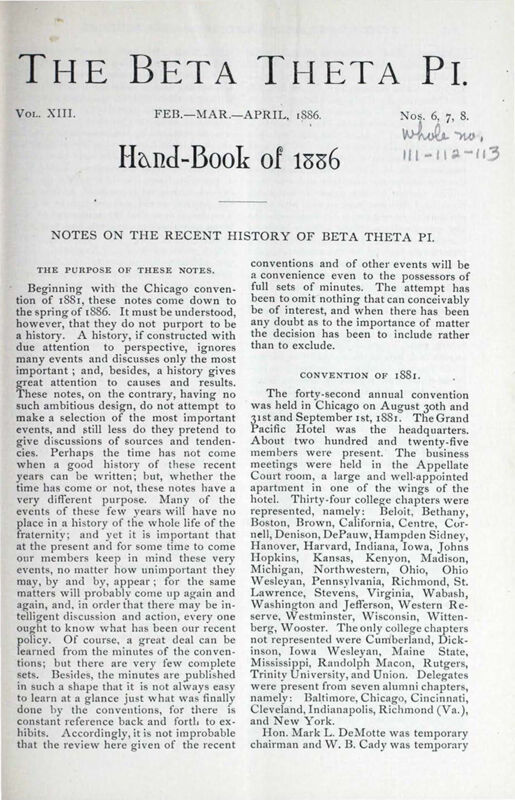 THE BETA THETA PI.
VOL. XIII. FEB.—MAR.—APRIL, 1886. NOS. 6, 7, 8.
Whole no.
111-112-113
Hand-Book of 1886
NOTES ON THE RECENT HISTORY OF BETA THETA PI.
THE PURPOSE OF THESE NOTES.
Beginning with the Chicago conven-
tion of 1881, these notes come down to
the spring of 1886. It must be understood,
however, that they do not purport to be
a history. A history, if constructed with
due attention to perspective, ignores
many events and discusses only the most
important; and, besides, a history gives
great attention to causes and results.
These notes, on the contrary, having no
such ambitious design, do not attempt to
make a selection of the most important
events, and still less do they pretend to
give discussions of sources and tenden-
cies. Perhaps the time has not come
when a good history of these recent
years can be written; but, whether the
time has come or not, these notes have a
very different purpose. Many of the
events of these few years will have no
place in a history of the whole life of the
fraternity; and yet it is important that
at the present and for some time to come
our members keep in mind these very
events, no matter how unimportant they
may, by and by, appear; for the same
matters will probably come up again and
again, and, in order that there may be in-
telligent discussion and action, every one
ought to know what has been our recent
policy. Of course, a great deal can be
learned from the minutes of the conven-
tions; but there are very few complete
sets. Besides, the minutes are published
in such a shape that it is not always easy
to learn at a glance just what was finally
done by the conventions, for there is
constant reference back and forth to ex-
hibits. Accordingly, it is not improbable
that the review here given of the recent
conventions and of other events will be
a convenience even to the possessors of
full sets of minutes. The attempt has
been to omit nothing that can conceivably
be of interest, and when there has been
any doubt as to the importance of matter
the decision has been to include rather
than to exclude.
CONVENTION OF 1881.
The forty-second annual convention
was held in Chicago on August 30th and
31st and September 1st, 1881. The Grand
Pacific Hotel was the headquarters.
About two hundred and twenty-five
members were present. The business
meetings were held in the Appellate
Court room, a large and well-appointed
apartment in one of the wings of the
hotel. Thirty-four college chapters were
represented, namely: Beloit, Bethany,
Boston, Brown, California, Centre, Cor-
nell, Denison, DePauw, Hampden Sidney,
Hanover, Harvard, Indiana, Iowa, Johns
Hopkins, Kansas, Kenyon, Madison,
Michigan, Northwestern, Ohio, Ohio
Wesleyan, Pennsylvania, Richmond, St.
Lawrence, Stevens, Virginia, Wabash,
Washington and Jefferson, Western Re-
serve, Westminster, Wisconsin, Witten-
berg, Wooster. The only college chapters
not represented were Cumberland, Dick-
inson, Iowa Wesleyan, Maine State,
Mississippi, Randolph Macon, Rutgers,
Trinity University, and Union. Delegates
were present from seven alumni chapters,
namely: Baltimore, Chicago, Cincinnati,
Cleveland, Indianapolis, Richmond (Va.),
and New York.
Hon. Mark L. DeMotte was temporary
chairman and W. B. Cady was temporary